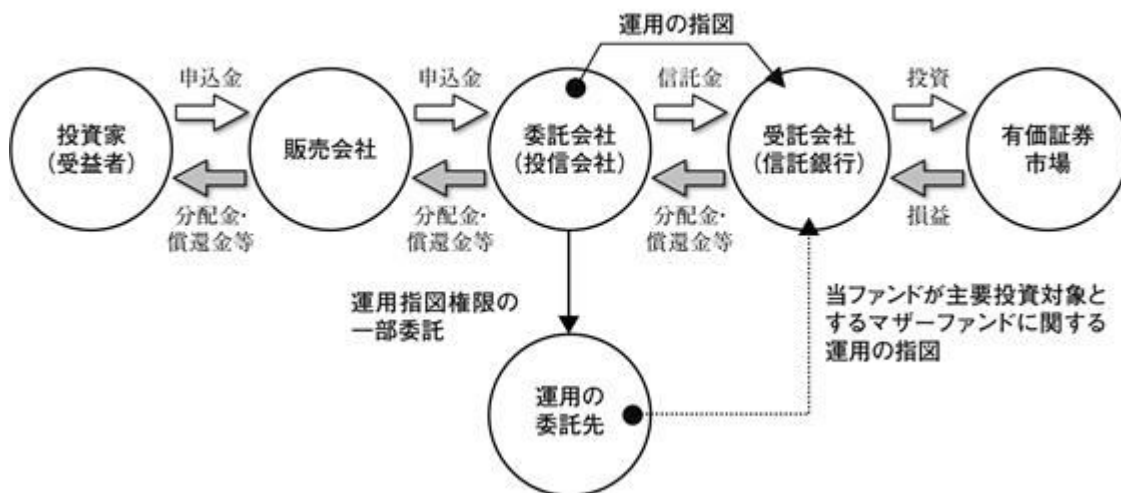 運用の指図
申込金
申込金
信託金
投資
投資家
(受益者)
販売会社
委託会社
(投信会社)
受託会社
(信託銀行)
有価証券
市場
分配金・
償還金等
分配金・
償還金等
分配金・
償還金等
損益
運用指図権限の
一部委託
当ファンドが主要投資対象と
するマザーファンドに関する
運用の指図
運用の
委託先